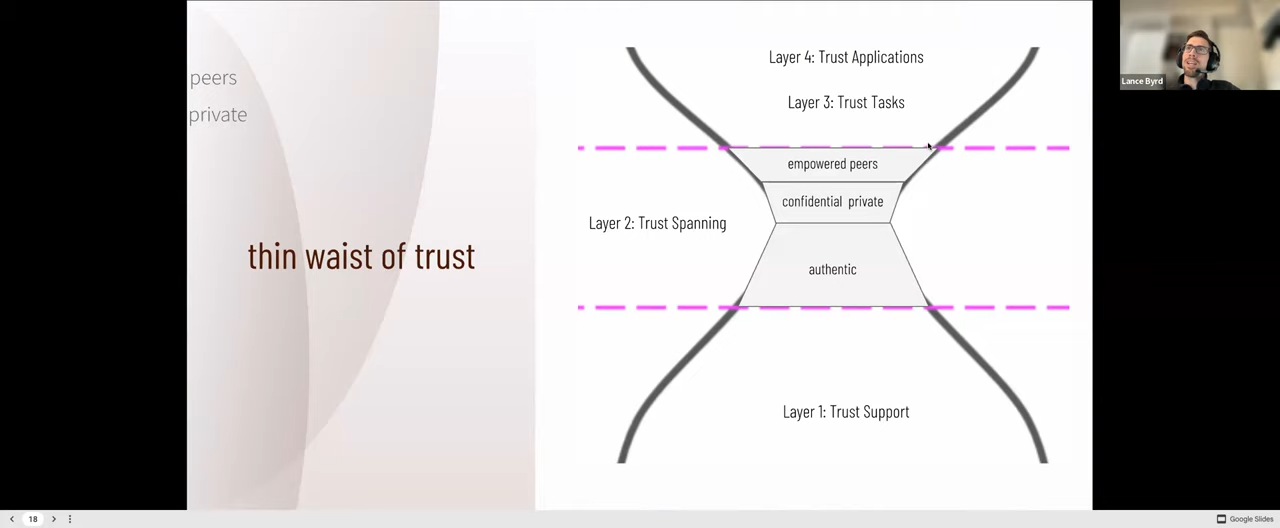 peers
private
thin waist of trust
Layer 4: Trust Applications
Layer 3: Trust Tasks
empowered peers
confidential private
Layer 2: Trust Spanning
authentic
Layer 1: Trust Support
Lance Byrd
18
Google Slides